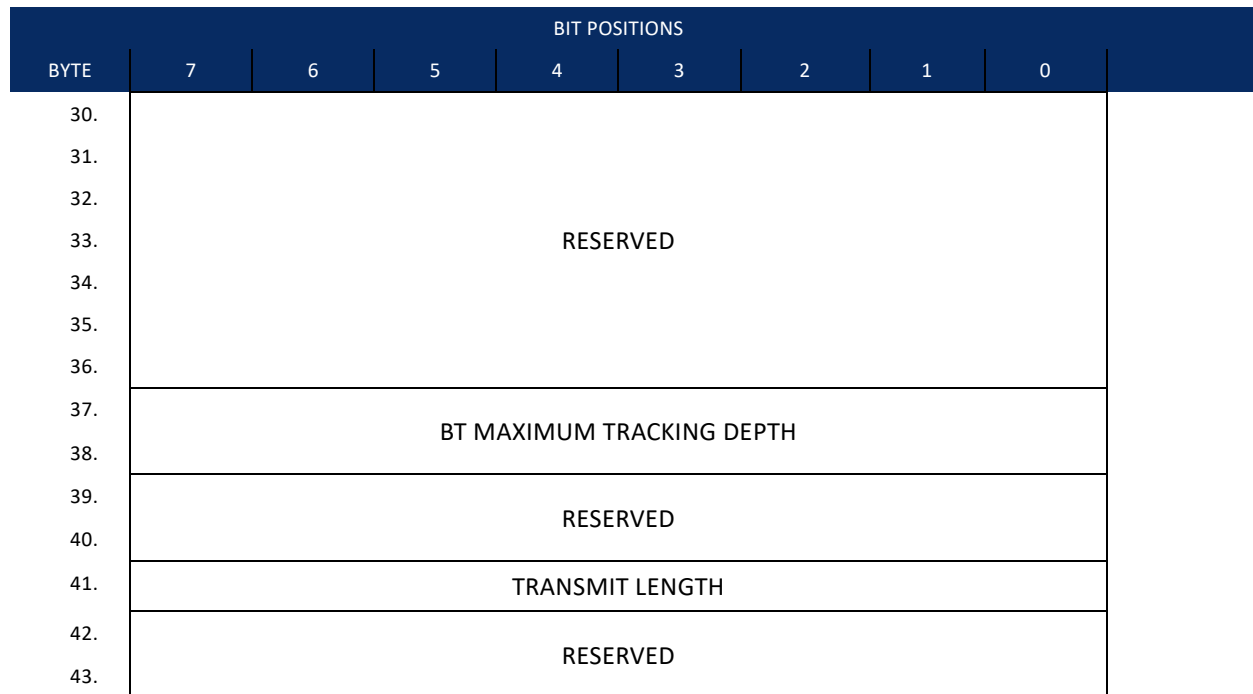 BIT POSITIONS
BYTE 7 6 5 4 3 2 1 0
30.
31.
32.
33. RESERVED
34.
35.
36.
37.
BT MAXIMUM TRACKING DEPTH
38.
39.
RESERVED
40.
41. TRANSMIT LENGTH
42.
RESERVED
43.